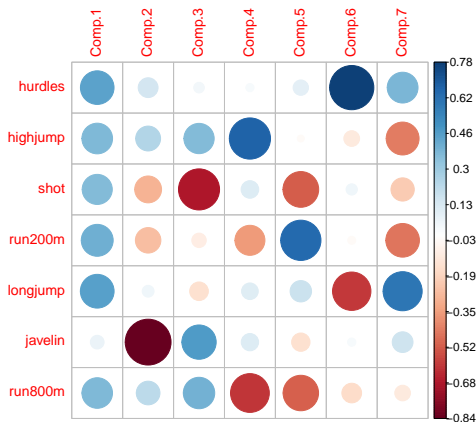 Comp.1 Comp.2 Comp.3 Comp.4 Comp.5 Comp.6 Comp.7
hurdles
highjump
shot
run200m
longjump
javelin
run800m
0.78
0.62
0.46
0.3
0.13
-0.03
-0.19
-0.35
-0.52
-0.68
-0.84